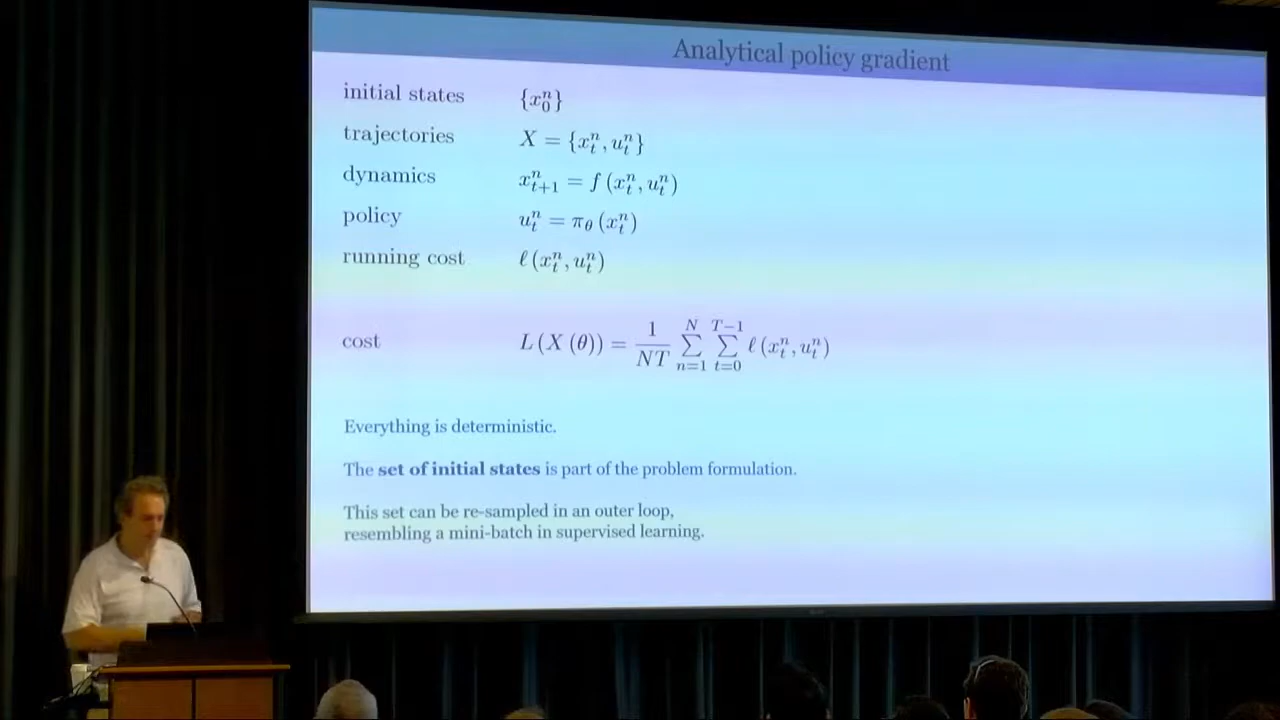 Analytical policy gradient
initial states {x_0^n}
trajectories X = {x_t^n, u_t^n}
dynamics x_{t+1}^n = f (x_t^n, u_t^n)
policy u_t^n = π_θ (x_t^n)
running cost ℓ (x_t^n, u_t^n)
cost L (X (θ)) = \frac{1}{NT} \sum_{n=1}^{N} \sum_{t=0}^{T-1} ℓ (x_t^n, u_t^n)
Everything is deterministic.
The set of initial states is part of the problem formulation.
This set can be re-sampled in an outer loop,
resembling a mini-batch in supervised learning.